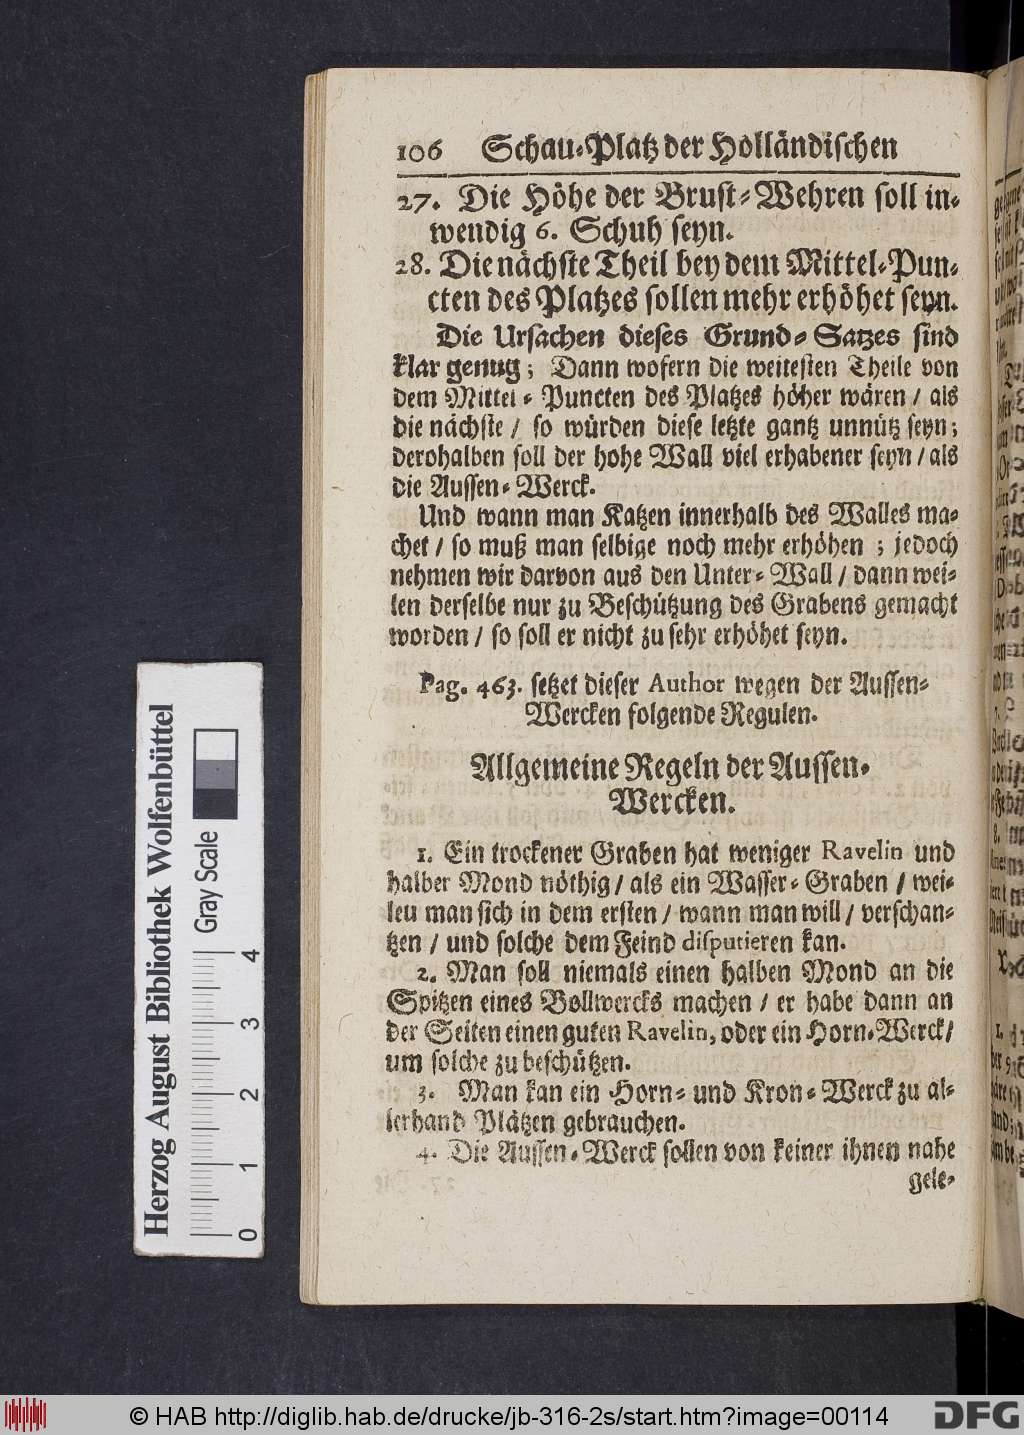 106 Schau-Platz der Holländischen
27. Die Höhe der Brust-Wehren soll in-
wendig 6. Schuh seyn.
28. Die nächste Theil bey dem Mittel-Pun-
cten des Platzes sollen mehr erhöhet seyn.
Die Ursachen dieses Grund-Satzes sind
klar genug; Dann wofern die weitesten Theile von
dem Mittel-Puncten des Platzes höher wären / als
die nächste / so würden diese letzte gantz unnütz seyn;
derohalben soll der hohe Wall viel erhabener seyn / als
die Aussen-Werck.
Und wann man Katzen innerhalb des Walles ma-
chet / so muß man selbige noch mehr erhöhen ; jedoch
nehmen wir darvon aus den Unter-Wall / dann wei-
len derselbe nur zu Beschützung des Grabens gemacht
worden / so soll er nicht zu sehr erhöhet seyn.
Pag. 463. setzet dieser Author wegen der Aussen-
Wercken folgende Regulen.
Allgemeine Regeln der Aussen-
Wercken.
1. Ein trockener Graben hat weniger Ravelin und
halber Mond nöthig / als ein Wasser-Graben / wei-
leu man sich in dem ersten / wann man will / verschan-
tzen / und solche dem Feind disputieren kan.
2. Man soll niemals einen halben Mond an die
Spitzen eines Bollwercks machen / er habe dann an
der Seiten einen guten Ravelin, oder ein Horn-Werck /
um solche zu beschützen.
3. Man kan ein Horn- und Kron-Werck zu al-
lerhand Plätzen gebrauchen.
4. Die Aussen-Werck sollen von keiner ihnen nahe
gele-
Herzog August Bibliothek Wolfenbüttel
Gray Scale
0 1 2 3 4
© HAB http://diglib.hab.de/drucke/jb-316-2s/start.htm?image=00114
DFG